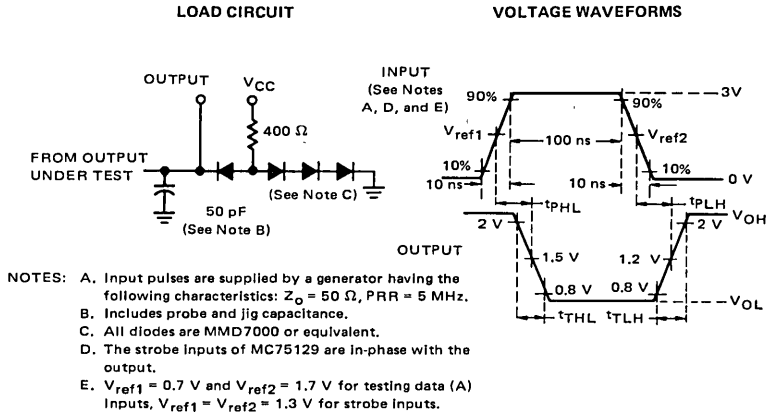 LOAD CIRCUIT
VOLTAGE WAVEFORMS
OUTPUT
VCC
400 Ω
FROM OUTPUT
UNDER TEST
50 pF
(See Note B)
(See Note C)
INPUT
(See Notes
A, D, and E)
90%
90%
3V
Vref1
100 ns
Vref2
10%
10%
10 ns
10 ns
0 V
tPHL
tPLH
OUTPUT
2 V
2 V
VOH
1.5 V
1.2 V
0.8 V
0.8 V
VOL
tTHL
tTLH
NOTES: A. Input pulses are supplied by a generator having the
following characteristics: Zo = 50 Ω, PRR = 5 MHz.
B. Includes probe and jig capacitance.
C. All diodes are MMD7000 or equivalent.
D. The strobe inputs of MC75129 are in-phase with the
output.
E. Vref1 = 0.7 V and Vref2 = 1.7 V for testing data (A)
Inputs, Vref1 = Vref2 = 1.3 V for strobe inputs.